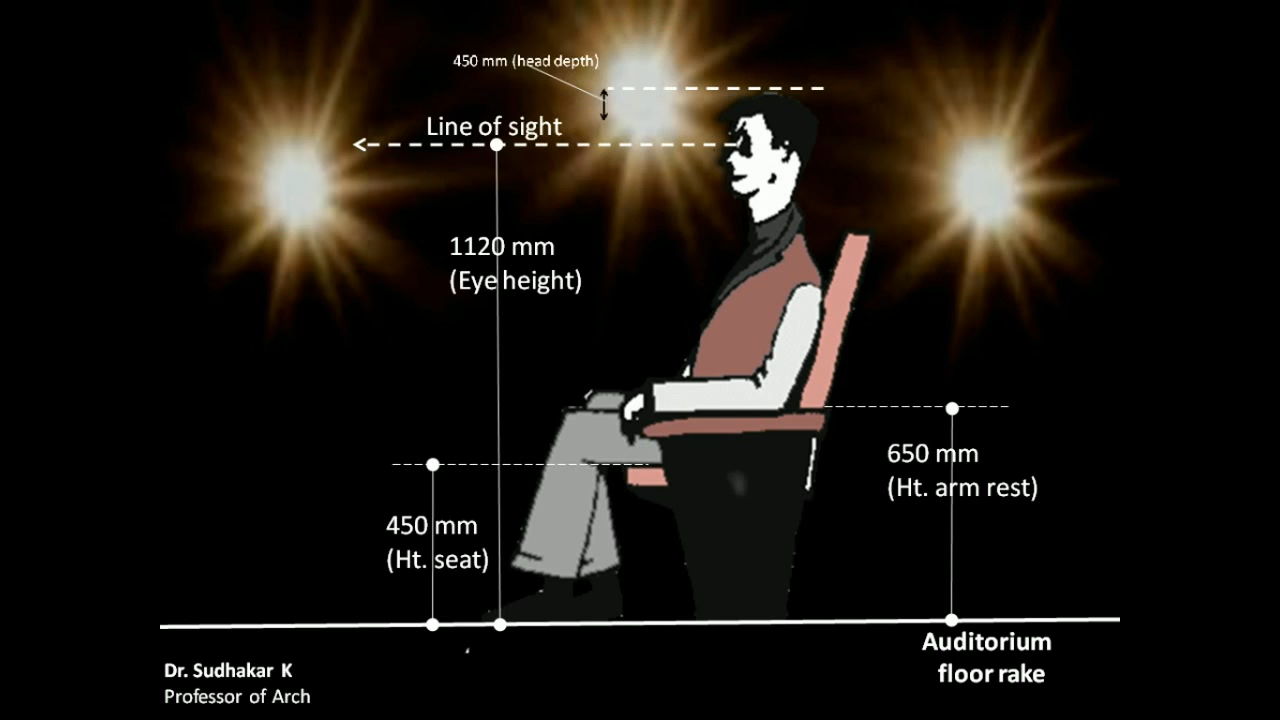 450 mm (head depth)
Line of sight
1120 mm
(Eye height)
650 mm
(Ht. arm rest)
450 mm
(Ht. seat)
Auditorium
floor rake
Dr. Sudhakar K
Professor of Arch